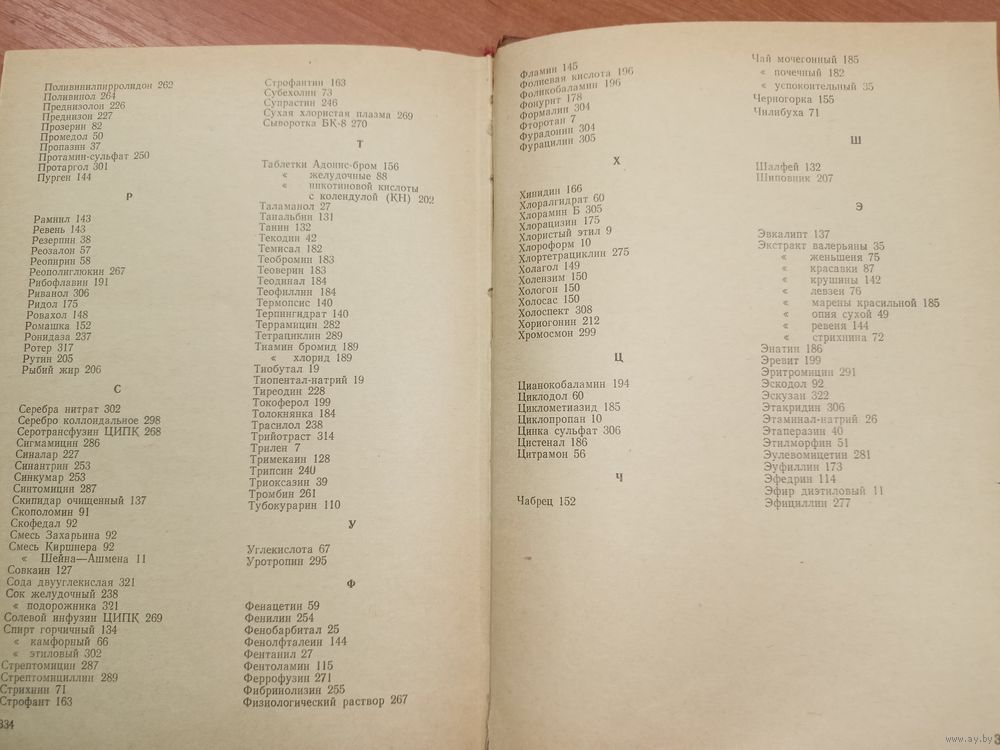 Поливинилпирролидон 262
Поливинол 264
Преднизолон 226
Преднизон 227
Прозерин 82
Промедол 50
Пропазин 37
Протамин-сульфат 250
Протаргол 301
Пурген 144
Р
Рамнил 143
Ревень 143
Резерпин 38
Реозалон 57
Реопирин 58
Реополиглюкин 267
Рибофлавин 191
Риванол 306
Ридол 175
Ровахол 148
Ромашка 152
Ронидаза 237
Ротер 317
Рутин 205
Рыбий жир 206
С
Серебра нитрат 302
Серебро коллоидальное 298
Серотрансфузин ЦИПК 268
Сигмамицин 286
Синалар 227
Синантрин 253
Синкумар 253
Синтомицин 287
Скипидар очищенный 137
Скополомин 91
Скофедал 92
Смесь Захарьина 92
Смесь Киршнера 92
« Шейна—Ашмена 11
Совкаин 127
Сода двууглекислая 321
Сок желудочный 238
« подорожника 321
Солевой инфузин ЦИПК 269
Спирт горчичный 134
« камфорный 66
« этиловый 302
Стрептомицин 287
Стрептоициллин 289
Стрихнин 71
Строфант 163
334
Строфантин 163
Субехолин 73
Супрастин 246
Сухая хлористая плазма 269
Сыворотка БК-8 270
Т
Таблетки Адонис-бром 156
« желудочные 88
« никотиновой кислоты
с колендулой (КН) 202
Таламанол 27
Танальбин 131
Танин 132
Текодин 42
Темисал 182
Теобромин 183
Теоверин 183
Теодинал 184
Теофиллин 184
Термопсис 140
Терпингидрат 140
Террамицин 282
Тетрациклин 289
Тиамин бромид 189
« хлорид 189
Тиобутал 19
Тиопентал-натрий 19
Тиреодин 228
Токоферол 199
Толокнянка 184
Траснлол 238
Трийотраст 314
Трилен 7
Тримекаин 128
Трипсин 240
Триоксазин 39
Тромбин 261
Тубокурарин 110
У
Углекислота 67
Уротропин 295
Ф
Фенацетин 59
Фенилин 254
Фенобарбитал 25
Фенолфталеин 144
Фентанил 27
Фентоламин 115
Феррофузин 271
Фибринолизин 255
Физиологический раствор 267
Фламин 145
Фолиевая кислота 196
Фоликобаламин 196
Фонурит 178
Формалин 304
Фторотан 7
Фурадонин 304
Фурацилин 305
Х
Хинидин 166
Хлоралгидрат 60
Хлорамин Б 305
Хлорацизин 175
Хлористый этил 9
Хлороформ 10
Хлортетрациклин 275
Холагол 149
Холензим 150
Хологон 150
Холосас 150
Холоспект 308
Хориогонин 212
Хромосмон 299
Ц
Цианокобаламин 194
Циклодол 60
Циклометиазид 185
Циклопропан 10
Цинка сульфат 306
Цистенал 186
Цитрамон 56
Ч
Чабрец 152
Чай мочегонный 185
« почечный 182
« успокоительный 35
Черногорка 155
Чилибуха 71
Ш
Шалфей 132
Шиповник 207
Э
Эвкалипт 137
Экстракт валерьяны 35
« женьшеня 75
« красавки 87
« крушины 142
« левзеи 76
« марены красильной 185
« опия сухой 49
« ревеня 144
« стрихнина 72
Энатин 186
Эревит 199
Эритромицин 291
Эскодол 92
Эскузан 322
Этакридин 306
Этаминал-натрий 26
Этаперазин 40
Этилморфин 51
Эулевомицетин 281
Эуфиллин 173
Эфедрин 114
Эфир диэтиловый 11
Эфициллин 277
www.ay.by